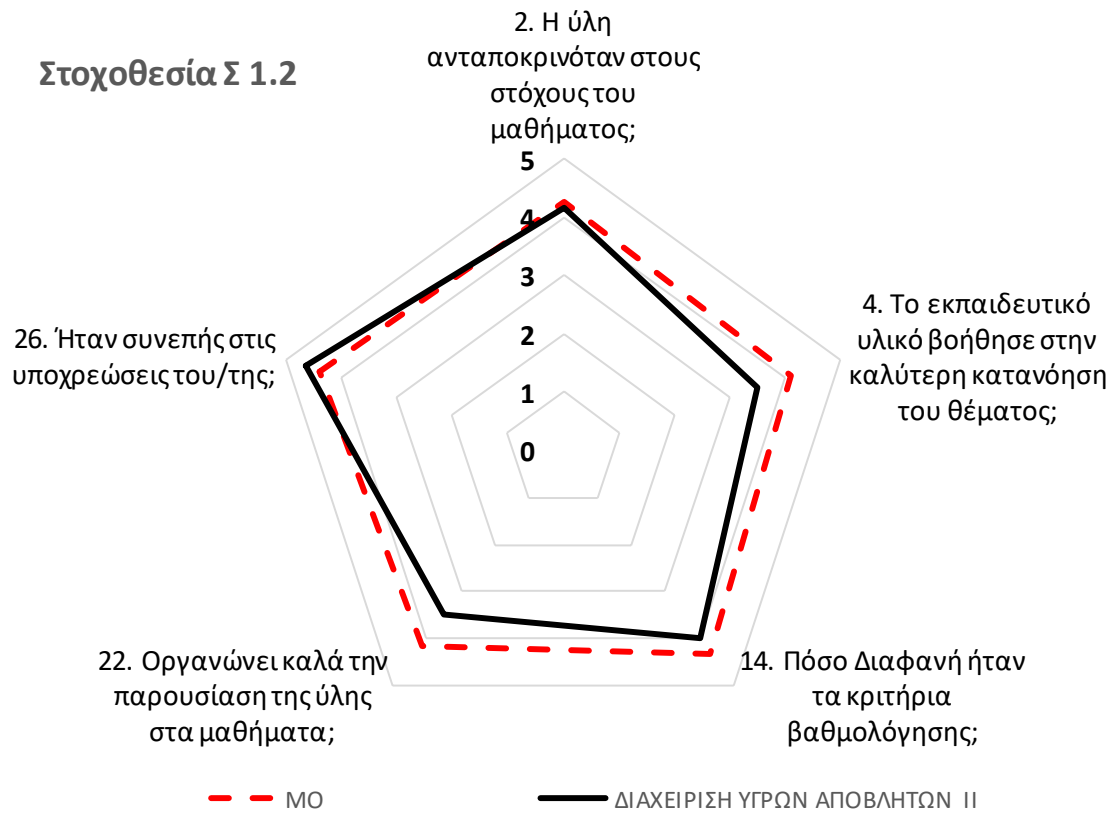 Στοχοθεσία Σ 1.2
2. Η ύλη
ανταποκρινόταν στους
στόχους του
μαθήματος;
5
4
3
2
1
0
4. Το εκπαιδευτικό
υλικό βοήθησε στην
καλύτερη κατανόηση
του θέματος;
14. Πόσο Διαφανή ήταν
τα κριτήρια
βαθμολόγησης;
22. Οργανώνει καλά την
παρουσίαση της ύλης
στα μαθήματα;
26. Ήταν συνεπής στις
υποχρεώσεις του/της;
ΜΟ
ΔΙΑΧΕΙΡΙΣΗ ΥΓΡΩΝ ΑΠΟΒΛΗΤΩΝ ΙΙ